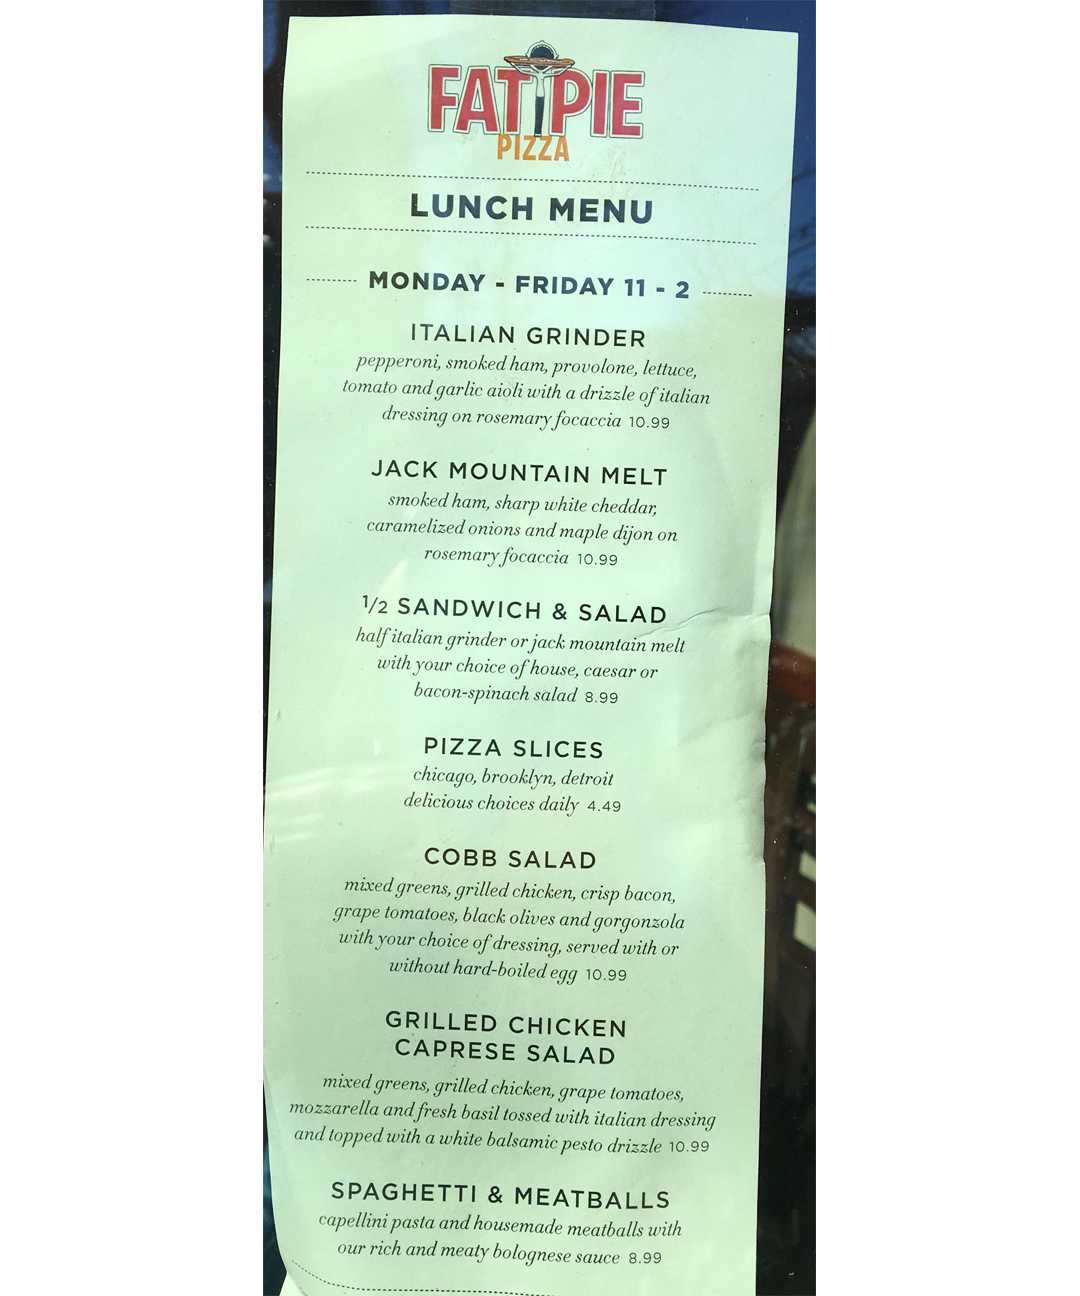 FAT PIE
PIZZA
LUNCH MENU
MONDAY - FRIDAY 11 - 2
ITALIAN GRINDER
pepperoni, smoked ham, provolone, lettuce,
tomato and garlic aioli with a drizzle of italian
dressing on rosemary focaccia 10.99
JACK MOUNTAIN MELT
smoked ham, sharp white cheddar,
caramelized onions and maple dijon on
rosemary focaccia 10.99
1/2 SANDWICH & SALAD
half italian grinder or jack mountain melt
with your choice of house, caesar or
bacon-spinach salad 8.99
PIZZA SLICES
chicago, brooklyn, detroit
delicious choices daily 4.49
COBB SALAD
mixed greens, grilled chicken, crisp bacon,
grape tomatoes, black olives and gorgonzola
with your choice of dressing, served with or
without hard-boiled egg 10.99
GRILLED CHICKEN
CAPRESE SALAD
mixed greens, grilled chicken, grape tomatoes,
mozzarella and fresh basil tossed with italian dressing
and topped with a white balsamic pesto drizzle 10.99
SPAGHETTI & MEATBALLS
capellini pasta and housemade meatballs with
our rich and meaty bolognese sauce 8.99